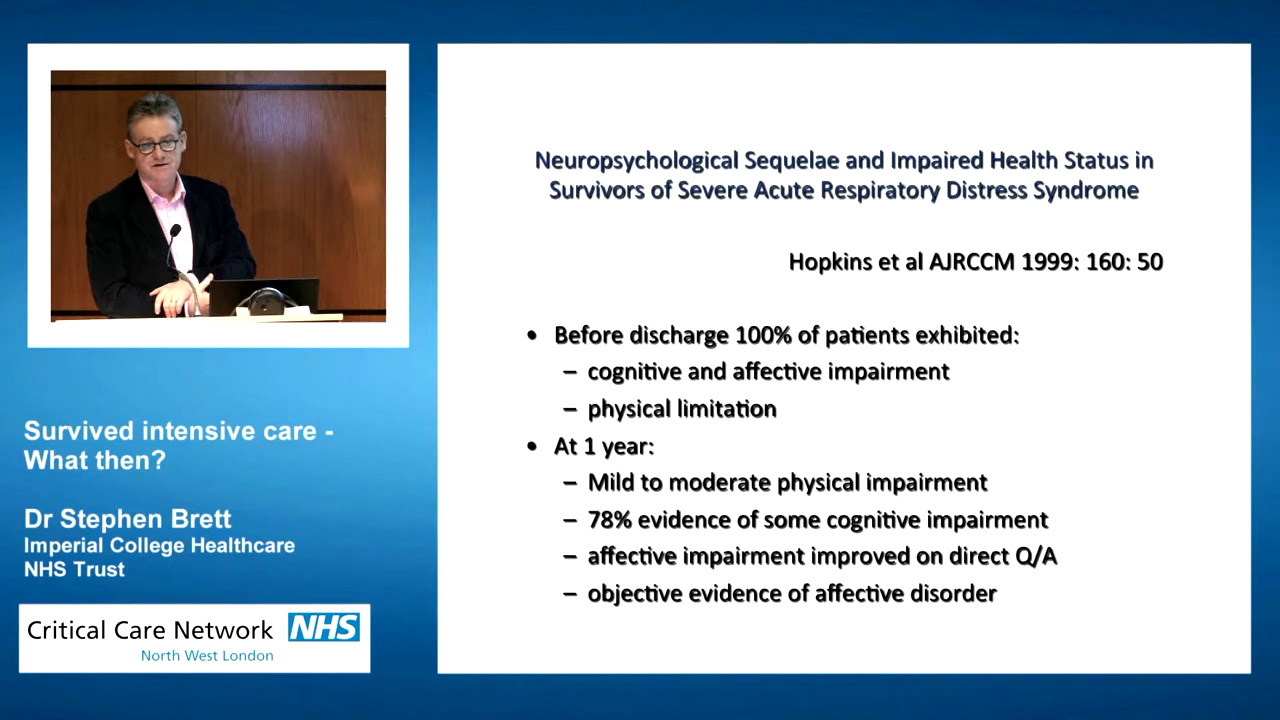 Neuropsychological Sequelae and Impaired Health Status in
Survivors of Severe Acute Respiratory Distress Syndrome
Hopkins et al AJRCCM 1999: 160: 50
• Before discharge 100% of patients exhibited:
– cognitive and affective impairment
– physical limitation
• At 1 year:
– Mild to moderate physical impairment
– 78% evidence of some cognitive impairment
– affective impairment improved on direct Q/A
– objective evidence of affective disorder
Survived intensive care -
What then?
Dr Stephen Brett
Imperial College Healthcare
NHS Trust
Critical Care Network NHS
North West London